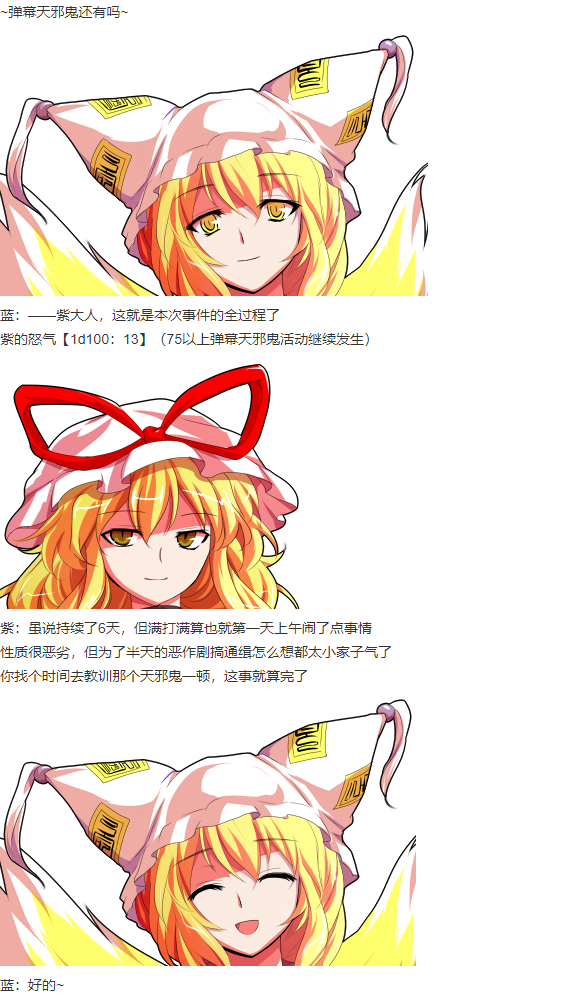 ~弹幕天邪鬼还有吗~
蓝：——紫大人，这就是本次事件的全过程了
紫的怒气【1d100：13】（75以上弹幕天邪鬼活动继续发生）
紫：虽说持续了6天，但满打满算也就第一天上午闹了点事情
性质很恶劣，但为了半天的恶作剧搞通缉怎么想都太小家子气了
你找个时间去教训那个天邪鬼一顿，这事就算完了
蓝：好的~